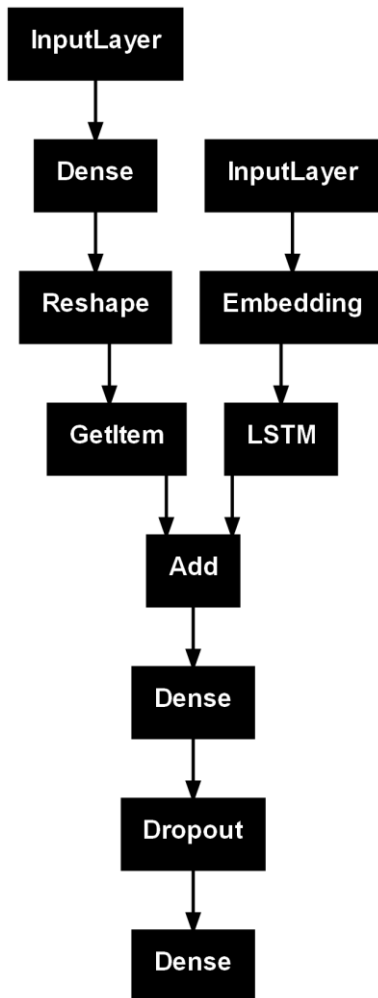 InputLayer
Dense
InputLayer
Reshape
Embedding
GetItem
LSTM
Add
Dense
Dropout
Dense